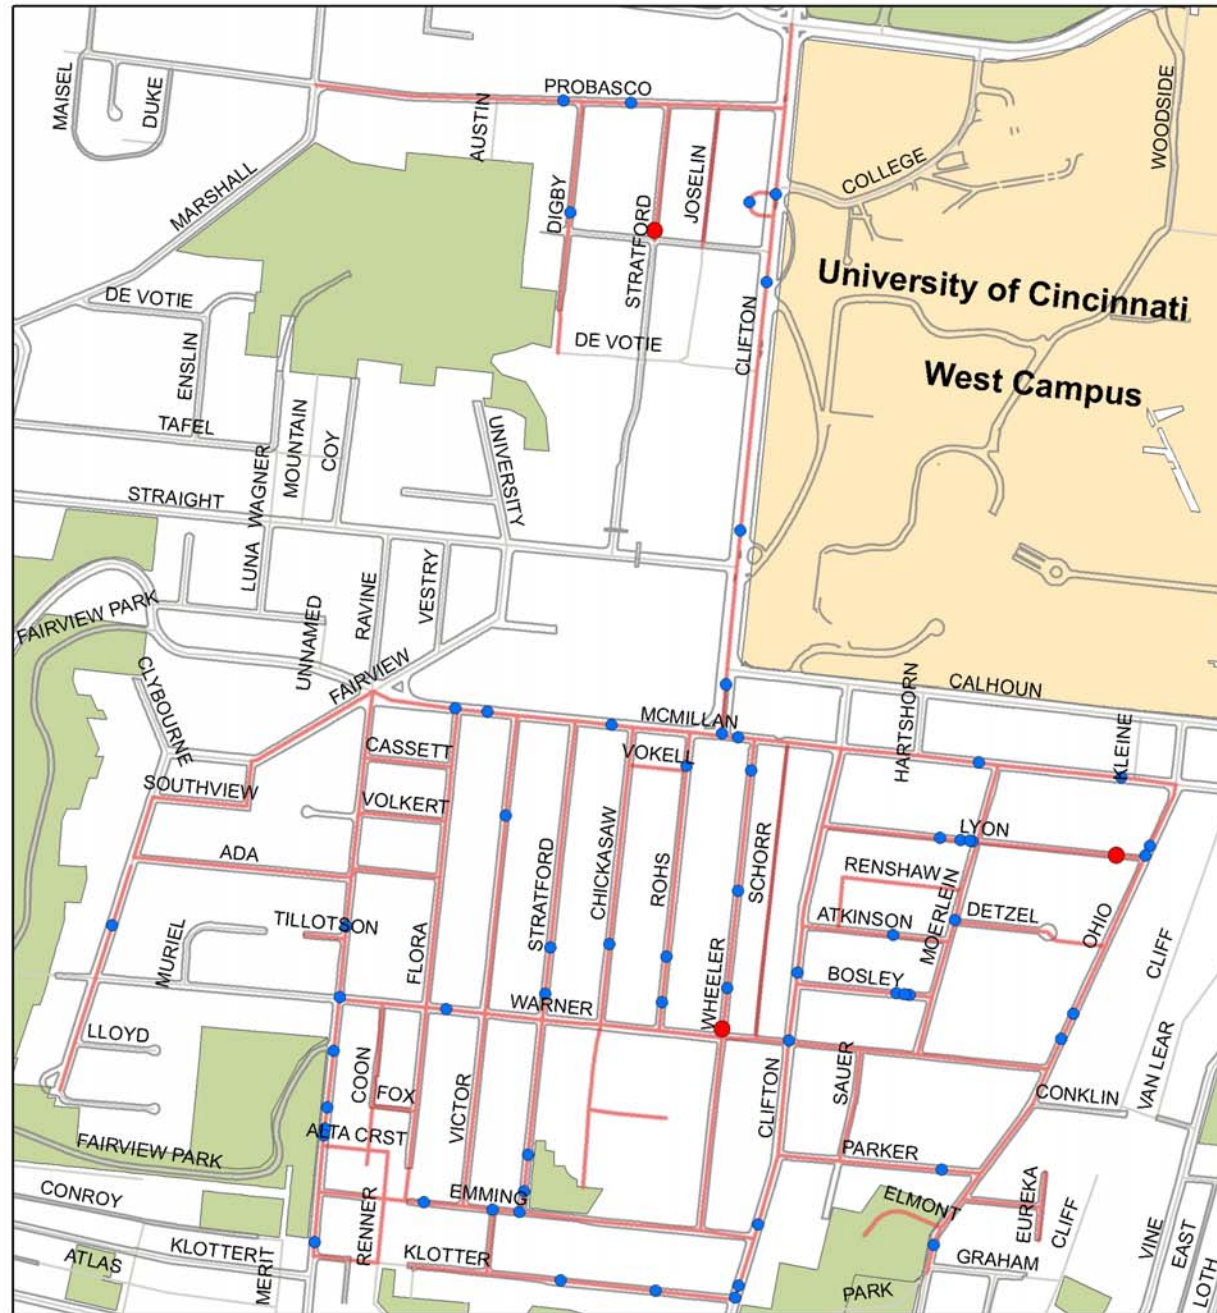 PROBASCO
MAISEL
DUKE
AUSTIN
WOODSIDE
COLLEGE
MARSHALL
DIGBY
STRATFORD
JOSELIN
University of Cincinnati
DE VOTIE
DE VOTIE
CLIFTON
ENSLIN
West Campus
TAFEL
MOUNTAIN
COY
UNIVERSITY
STRAIGHT
WAGNER
LUNA
UNNAMED
RAVINE
VESTRY
FAIRVIEW PARK
CLYBOURNE
FAIRVIEW
CALHOUN
HARTSHORN
KLEINE
MCMILLAN
CASSETT
VOKELL
SOUTHVIEW
VOLKERT
LYON
ADA
STRATFORD
CHICKASAW
ROHS
SCHORR
RENSHAW
TILLOTSON
ATKINSON
MOERLEIN
DETZEL
OHIO
CLIFF
MURIEL
FLORA
WHEELER
BOSLEY
WARNER
LLOYD
COON
FOX
VICTOR
CLIFTON
SAUER
CONKLIN
VAN LEAR
ALTA CRST
FAIRVIEW PARK
PARKER
CONROY
EMMING
ELMONT
EUREKA
CLIFF
VINE
EAST
LOTH
ATLAS
KLOTTER
MERIT
RENNER
KLOTTER
GRAHAM
PARK